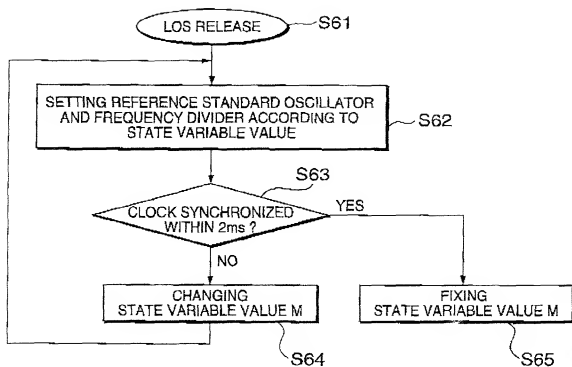 LOS RELEASE
S61
SETTING REFERENCE STANDARD OSCILLATOR
AND FREQUENCY DIVIDER ACCORDING TO
STATE VARIABLE VALUE
S62
S63
CLOCK SYNCHRONIZED
WITHIN 2ms ?
YES
NO
CHANGING
STATE VARIABLE VALUE M
S64
FIXING
STATE VARIABLE VALUE M
S65